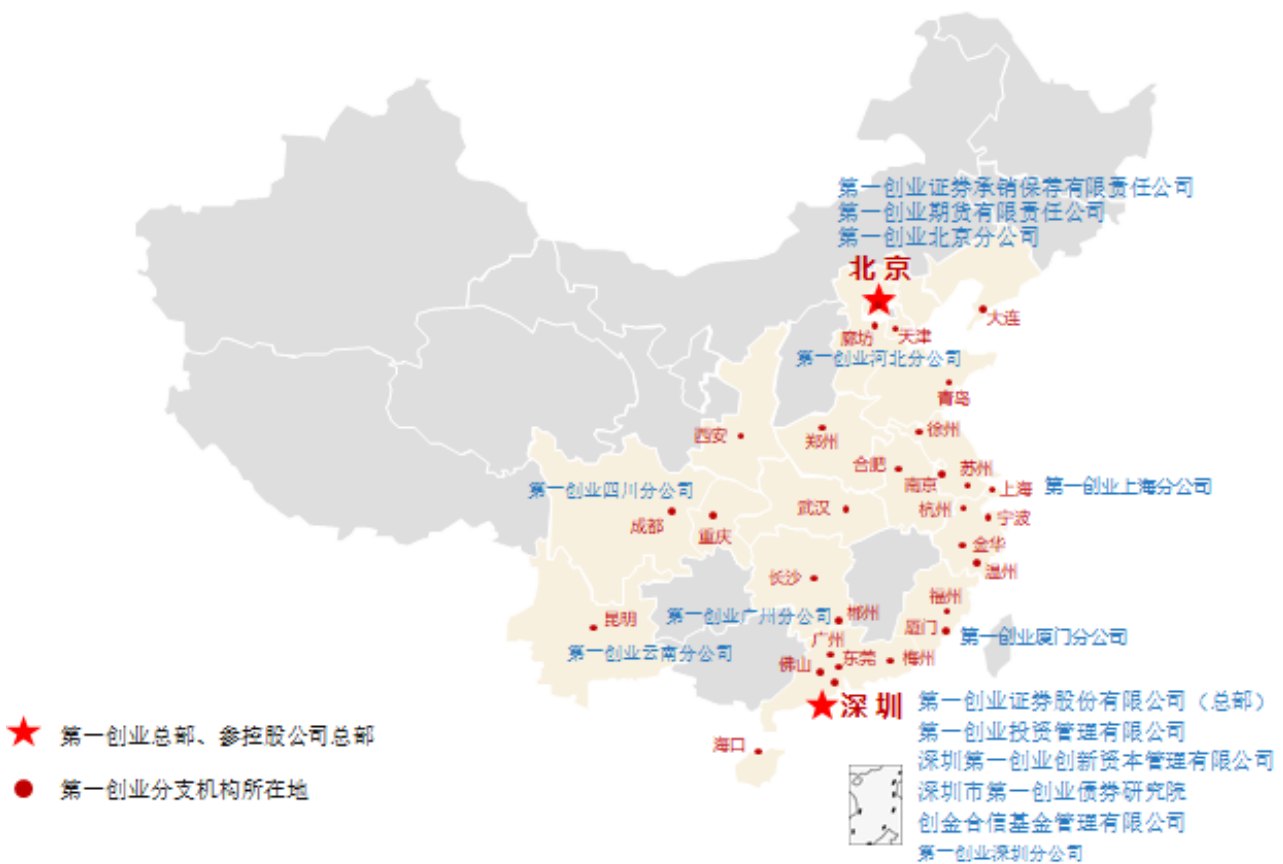 第一创业证券承销保荐有限责任公司
第一创业期货有限责任公司
第一创业北京分公司
北京
大连
廊坊
天津
第一创业河北分公司
青岛
西安
郑州
徐州
合肥
苏州
南京
上海
第一创业上海分公司
第一创业四川分公司
成都
重庆
武汉
杭州
宁波
金华
温州
长沙
福州
昆明
第一创业广州分公司
郴州
厦门
第一创业厦门分公司
第一创业云南分公司
广州
佛山
东莞
梅州
深圳
第一创业证券股份有限公司（总部）
第一创业投资管理有限公司
深圳第一创业创新资本管理有限公司
深圳市第一创业债券研究院
创金合信基金管理有限公司
第一创业深圳分公司
海口
第一创业总部、参控股公司总部
第一创业分支机构所在地